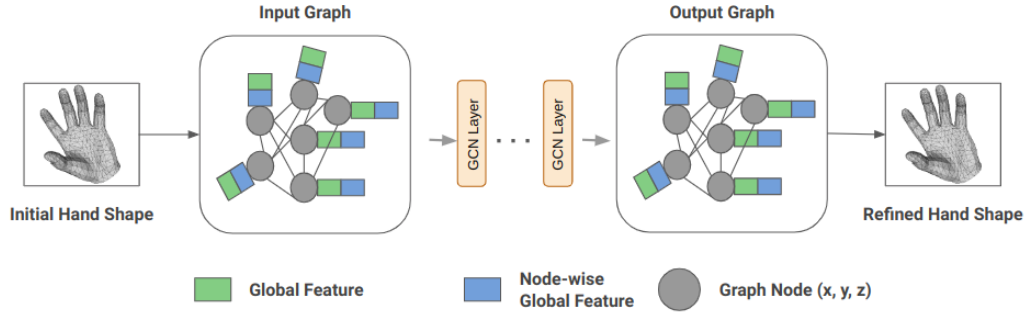 Input Graph
Output Graph
GCN Layer
...
GCN Layer
Initial Hand Shape
Refined Hand Shape
Global Feature
Node-wise
Global Feature
Graph Node (x, y, z)